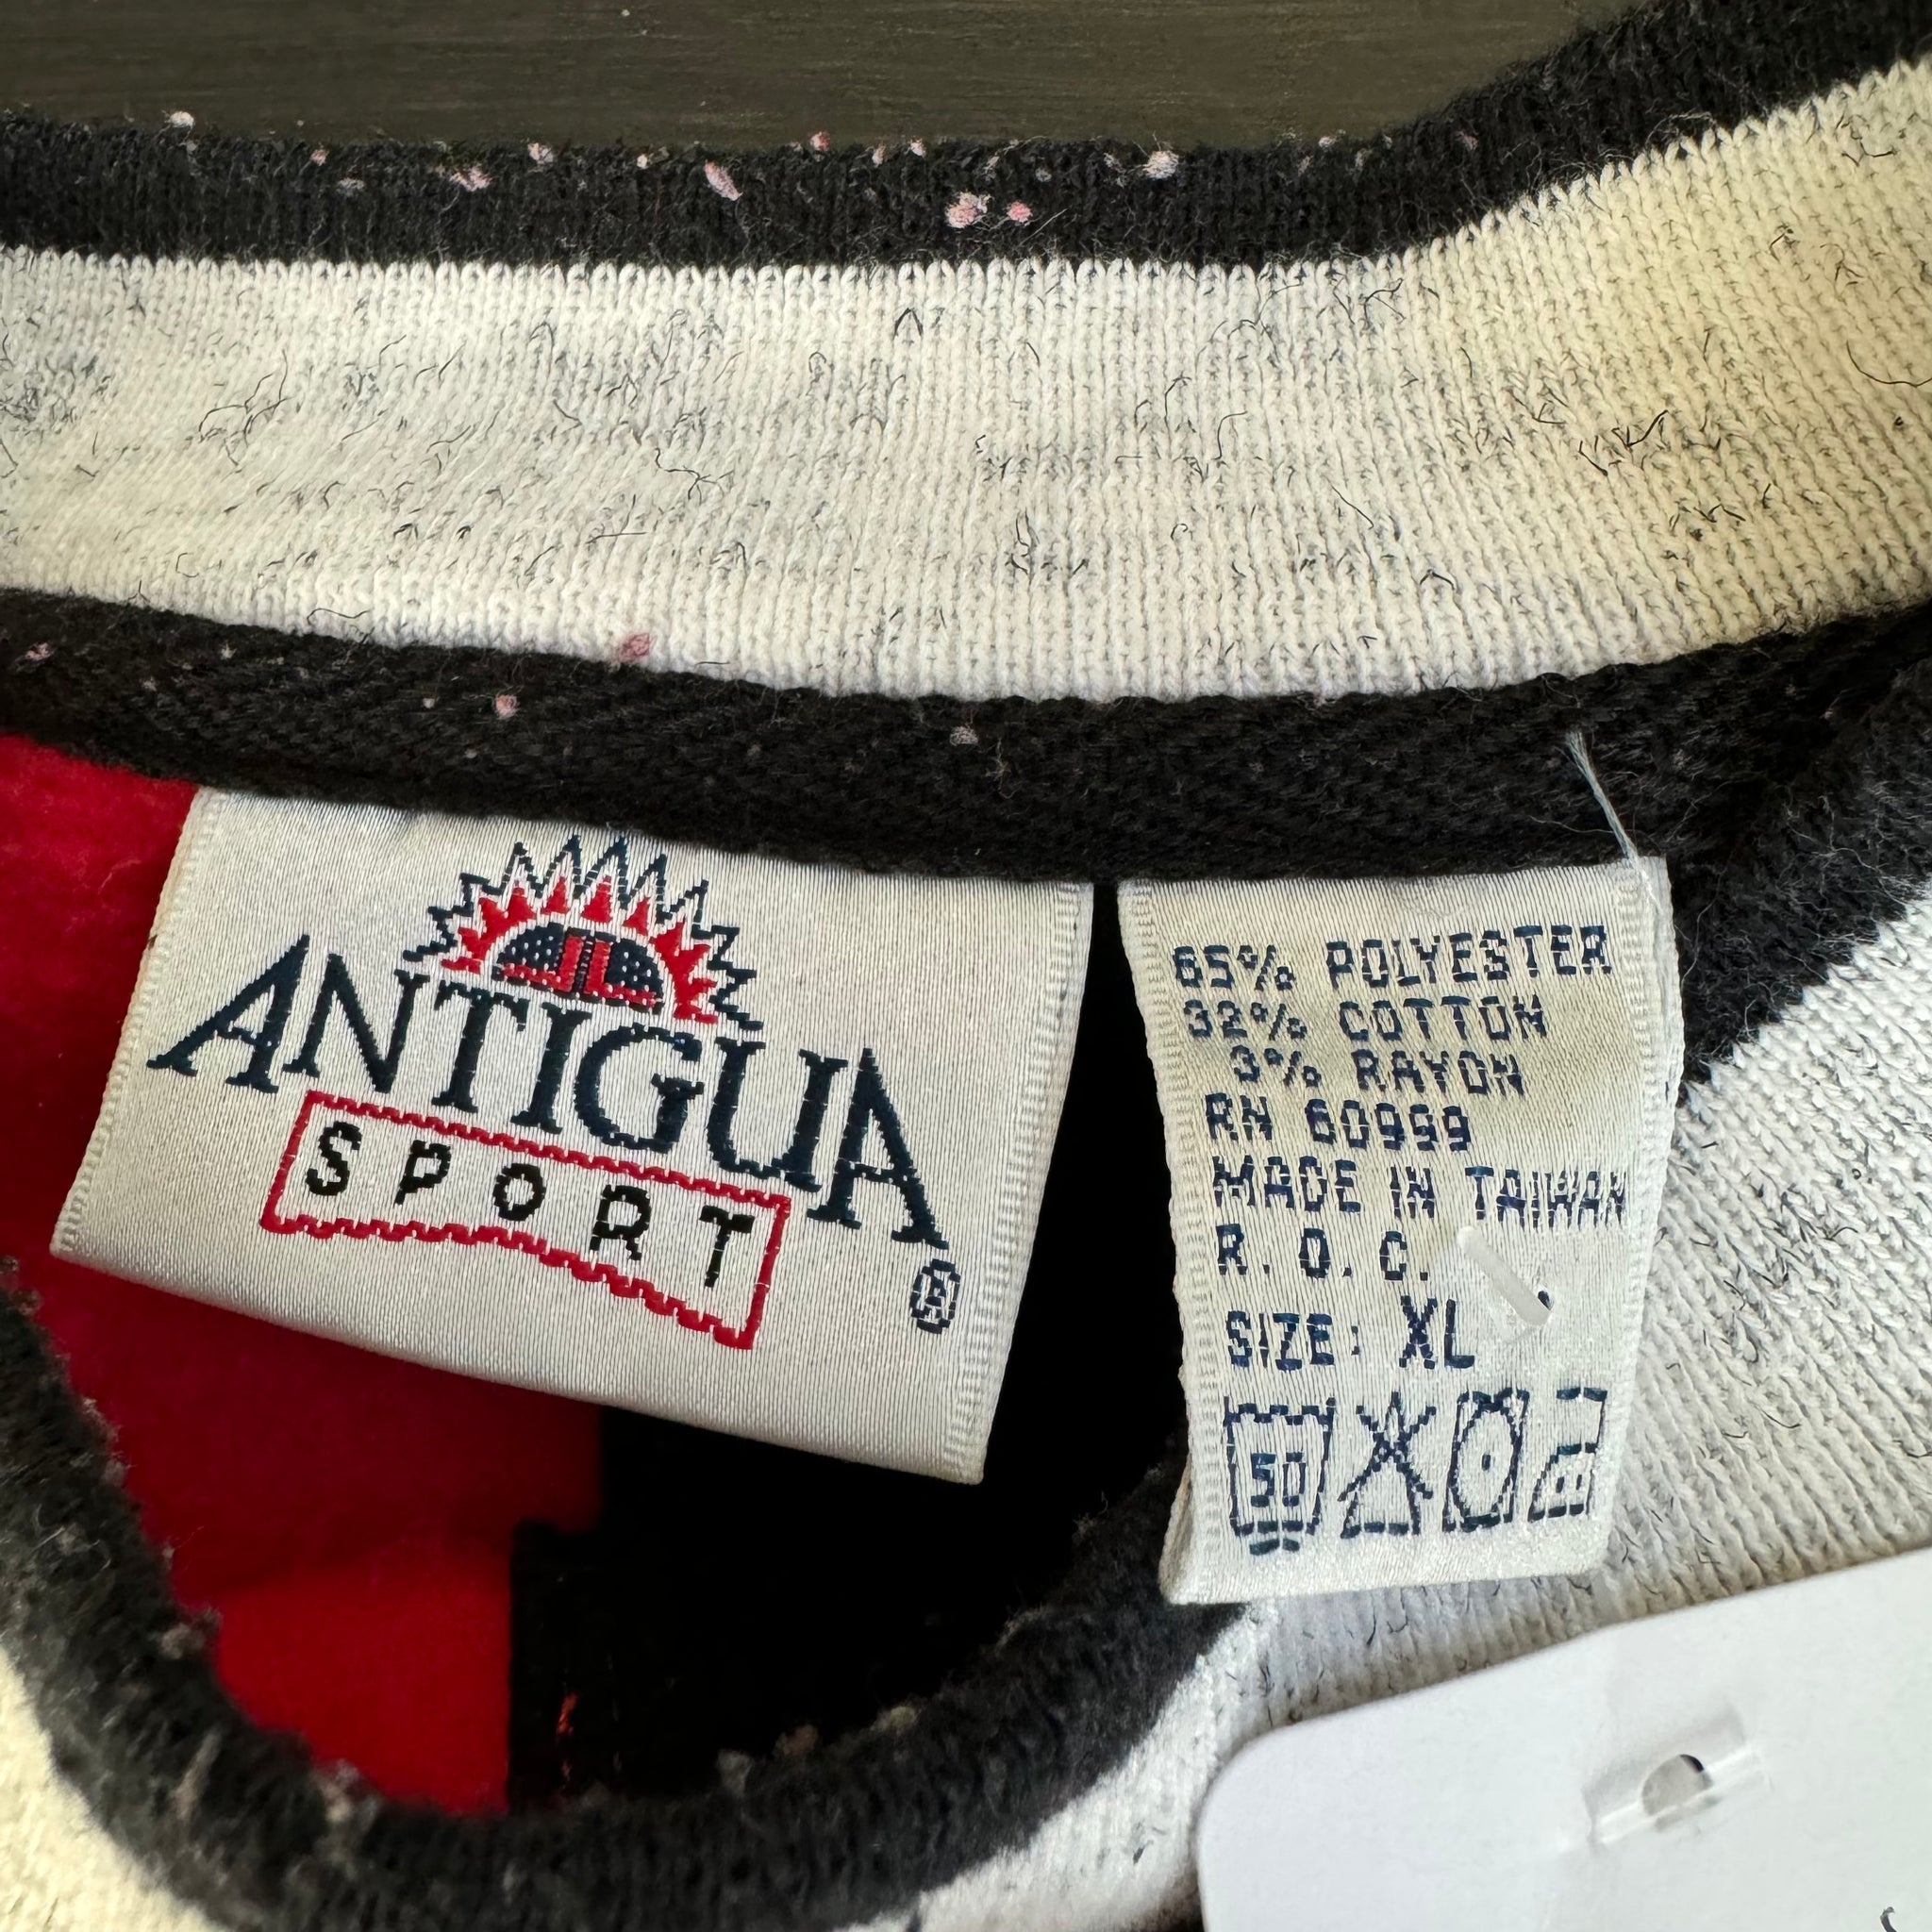 ANTIGUA
SPORT
®
65% POLYESTER
32% COTTON
3% RAYON
RN 60999
MADE IN TAIWAN
R. O. C.
SIZE: XL
50